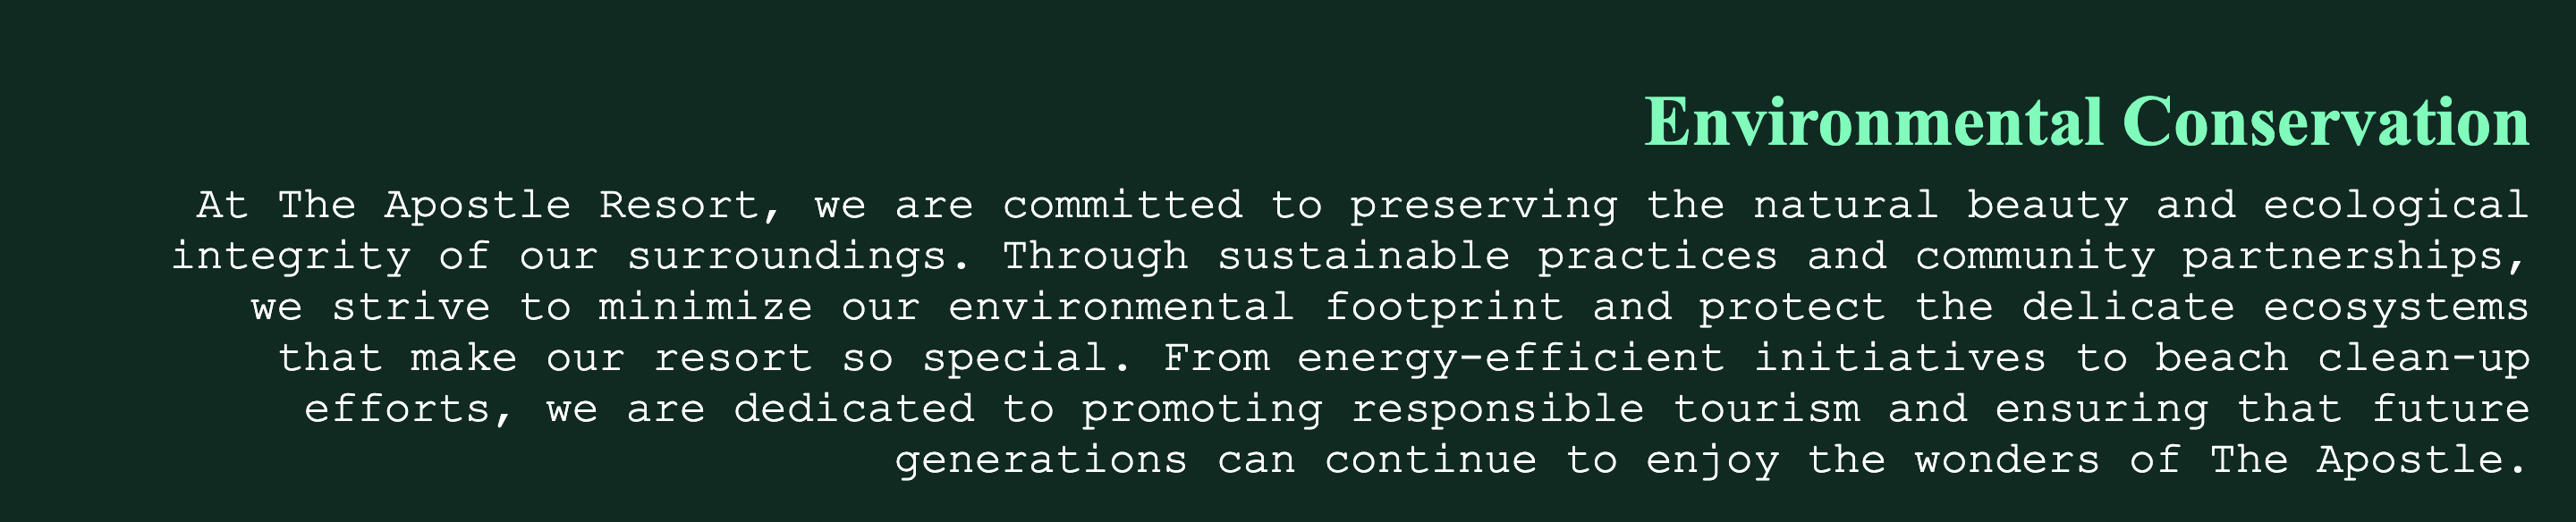 Environmental Conservation
At The Apostle Resort, we are committed to preserving the natural beauty and ecological
integrity of our surroundings. Through sustainable practices and community partnerships,
we strive to minimize our environmental footprint and protect the delicate ecosystems
that make our resort so special. From energy-efficient initiatives to beach clean-up
efforts, we are dedicated to promoting responsible tourism and ensuring that future
generations can continue to enjoy the wonders of The Apostle.